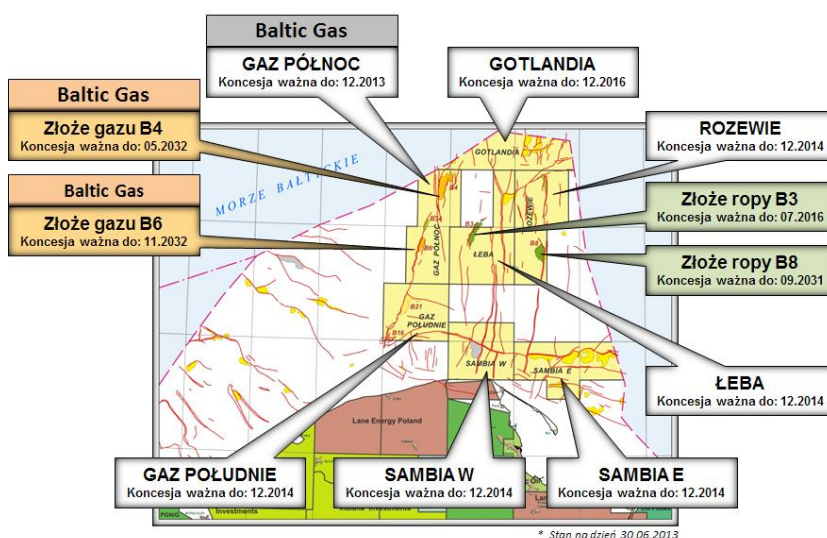 Baltic Gas
GAZ PÓŁNOC
Koncesja ważna do: 12.2013
GOTLANDIA
Koncesja ważna do: 12.2016
Baltic Gas
Złoże gazu B4
Koncesja ważna do: 05.2032
ROZEWIE
Koncesja ważna do: 12.2014
Baltic Gas
Złoże gazu B6
Koncesja ważna do: 11.2032
Złoże ropy B3
Koncesja ważna do: 07.2016
Złoże ropy B8
Koncesja ważna do: 09.2031
ŁEBA
Koncesja ważna do: 12.2014
MORZE BAŁTYCKIE
GOTLANDIA
B4
B34
B3
ROZEWIE
B6
GAZ PÓŁNOC
ŁEBA
B8
B21
GAZ
POŁUDNIE
B16
SAMBIA W
SAMBIA E
Lane Energy Poland
GAZ POŁUDNIE
Koncesja ważna do: 12.2014
SAMBIA W
Koncesja ważna do: 12.2014
SAMBIA E
Koncesja ważna do: 12.2014
PGNiG
Investments
Investments
* Stan na dzień 30.06.2013